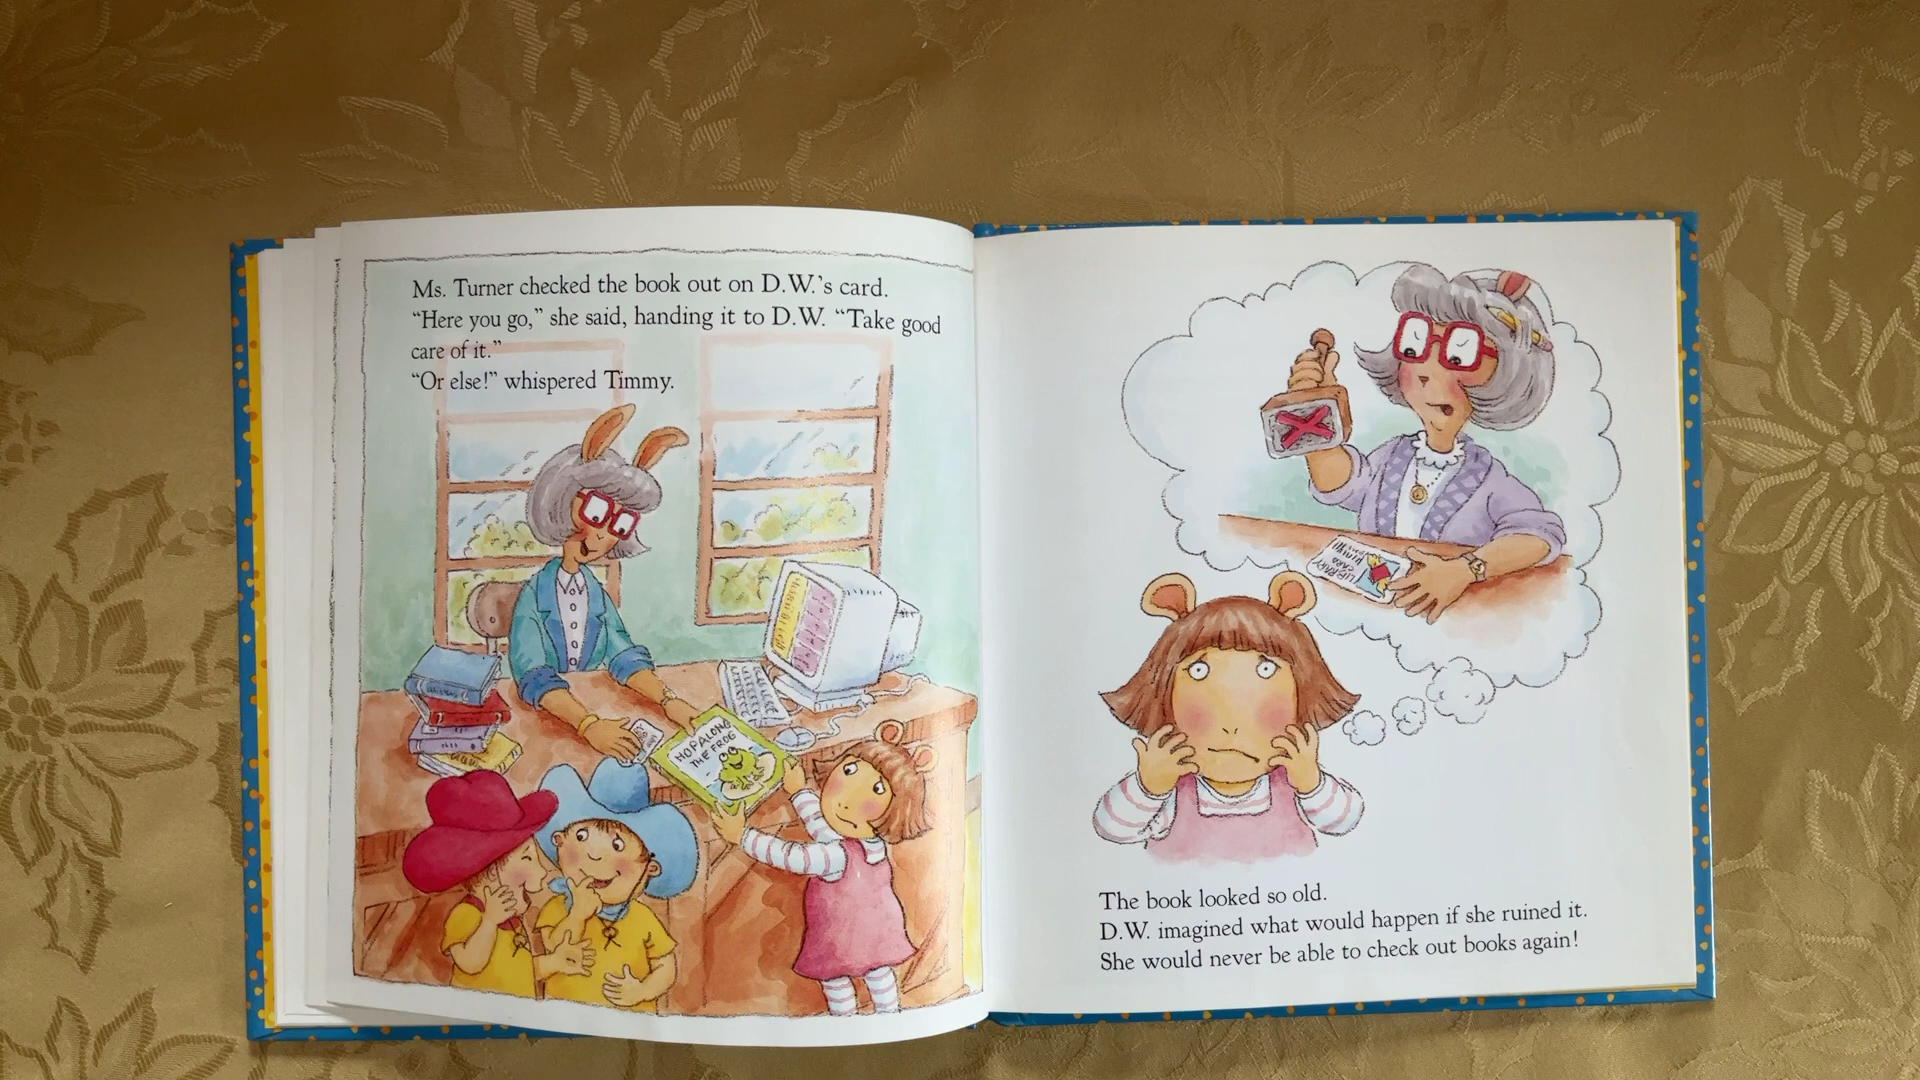 Ms. Turner checked the book out on D.W.'s card.
“Here you go,” she said, handing it to D.W. “Take good
care of it.”
“Or else!” whispered Timmy.
HOPALONG
THE FROG
LIBRARY
CARD
The book looked so old.
D.W. imagined what would happen if she ruined it.
She would never be able to check out books again!